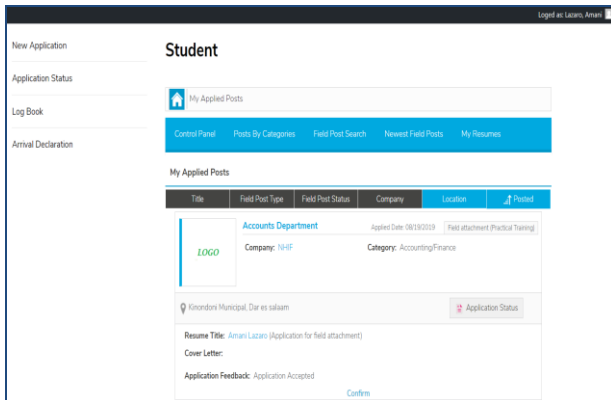 Loged as: Lazaro, Amani
New Application
Application Status
Log Book
Arrival Declaration
Student
My Applied Posts
Control Panel Posts By Categories Field Post Search Newest Field Posts My Resumes
My Applied Posts
Title Field Post Type Field Post Status Company Location Posted
LOGO
Accounts Department Applied Date: 08/19/2019 Field attachment (Practical Training)
Company: NHIF Category: Accounting/Finance
Kinondoni Municipal, Dar es salaam Application Status
Resume Title: Amani Lazaro (Application for field attachment)
Cover Letter:
Application Feedback: Application Accepted
Confirm